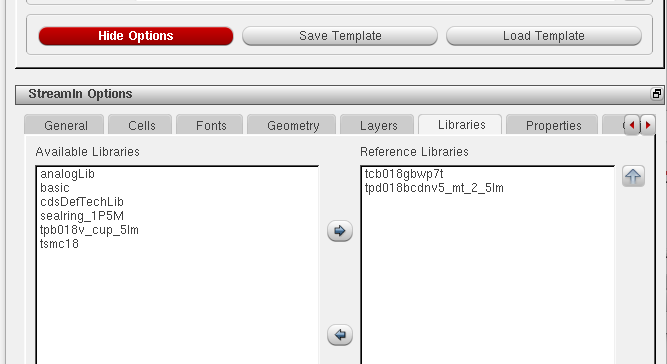 Hide Options
Save Template
Load Template
StreamIn Options
General
Cells
Fonts
Geometry
Layers
Libraries
Properties
Available Libraries
Reference Libraries
analogLib
basic
cdsDefTechLib
sealring_1P5M
tpb018v_cup_5lm
tsmc18
tcb018gbwp7t
tpd018bcdnv5_mt_2_5lm